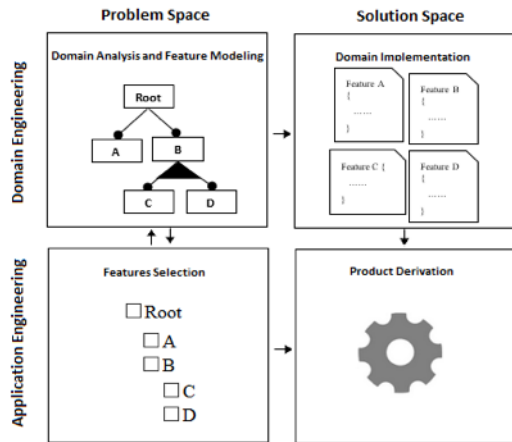 Problem Space
Solution Space
Domain Engineering
Domain Analysis and Feature Modeling
Root
A
B
C
D
Domain Implementation
Feature A
{
......
}
Feature B
{
......
}
Feature C {
......
}
Feature D
{
......
}
Application Engineering
Features Selection
Root
A
B
C
D
Product Derivation